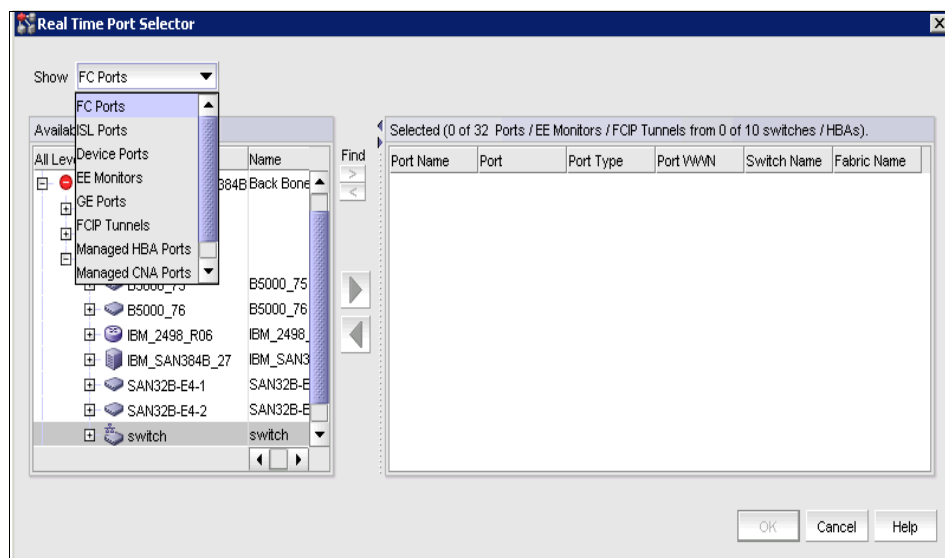 Real Time Port Selector
Show FC Ports
FC Ports
ISL Ports
Device Ports
EE Monitors
GE Ports
FCIP Tunnels
Managed HBA Ports
Managed CNA Ports
Availab
All Lev Name
384B Back Bone
B5000_75 B5000_75
B5000_76 B5000_76
IBM_2498_R06 IBM_2498_
IBM_SAN384B_27 IBM_SAN3
SAN32B-E4-1 SAN32B-E
SAN32B-E4-2 SAN32B-E
switch switch
Find
>
<
Selected (0 of 32 Ports / EE Monitors / FCIP Tunnels from 0 of 10 switches / HBAs).
Port Name Port Port Type Port WWN Switch Name Fabric Name
OK Cancel Help